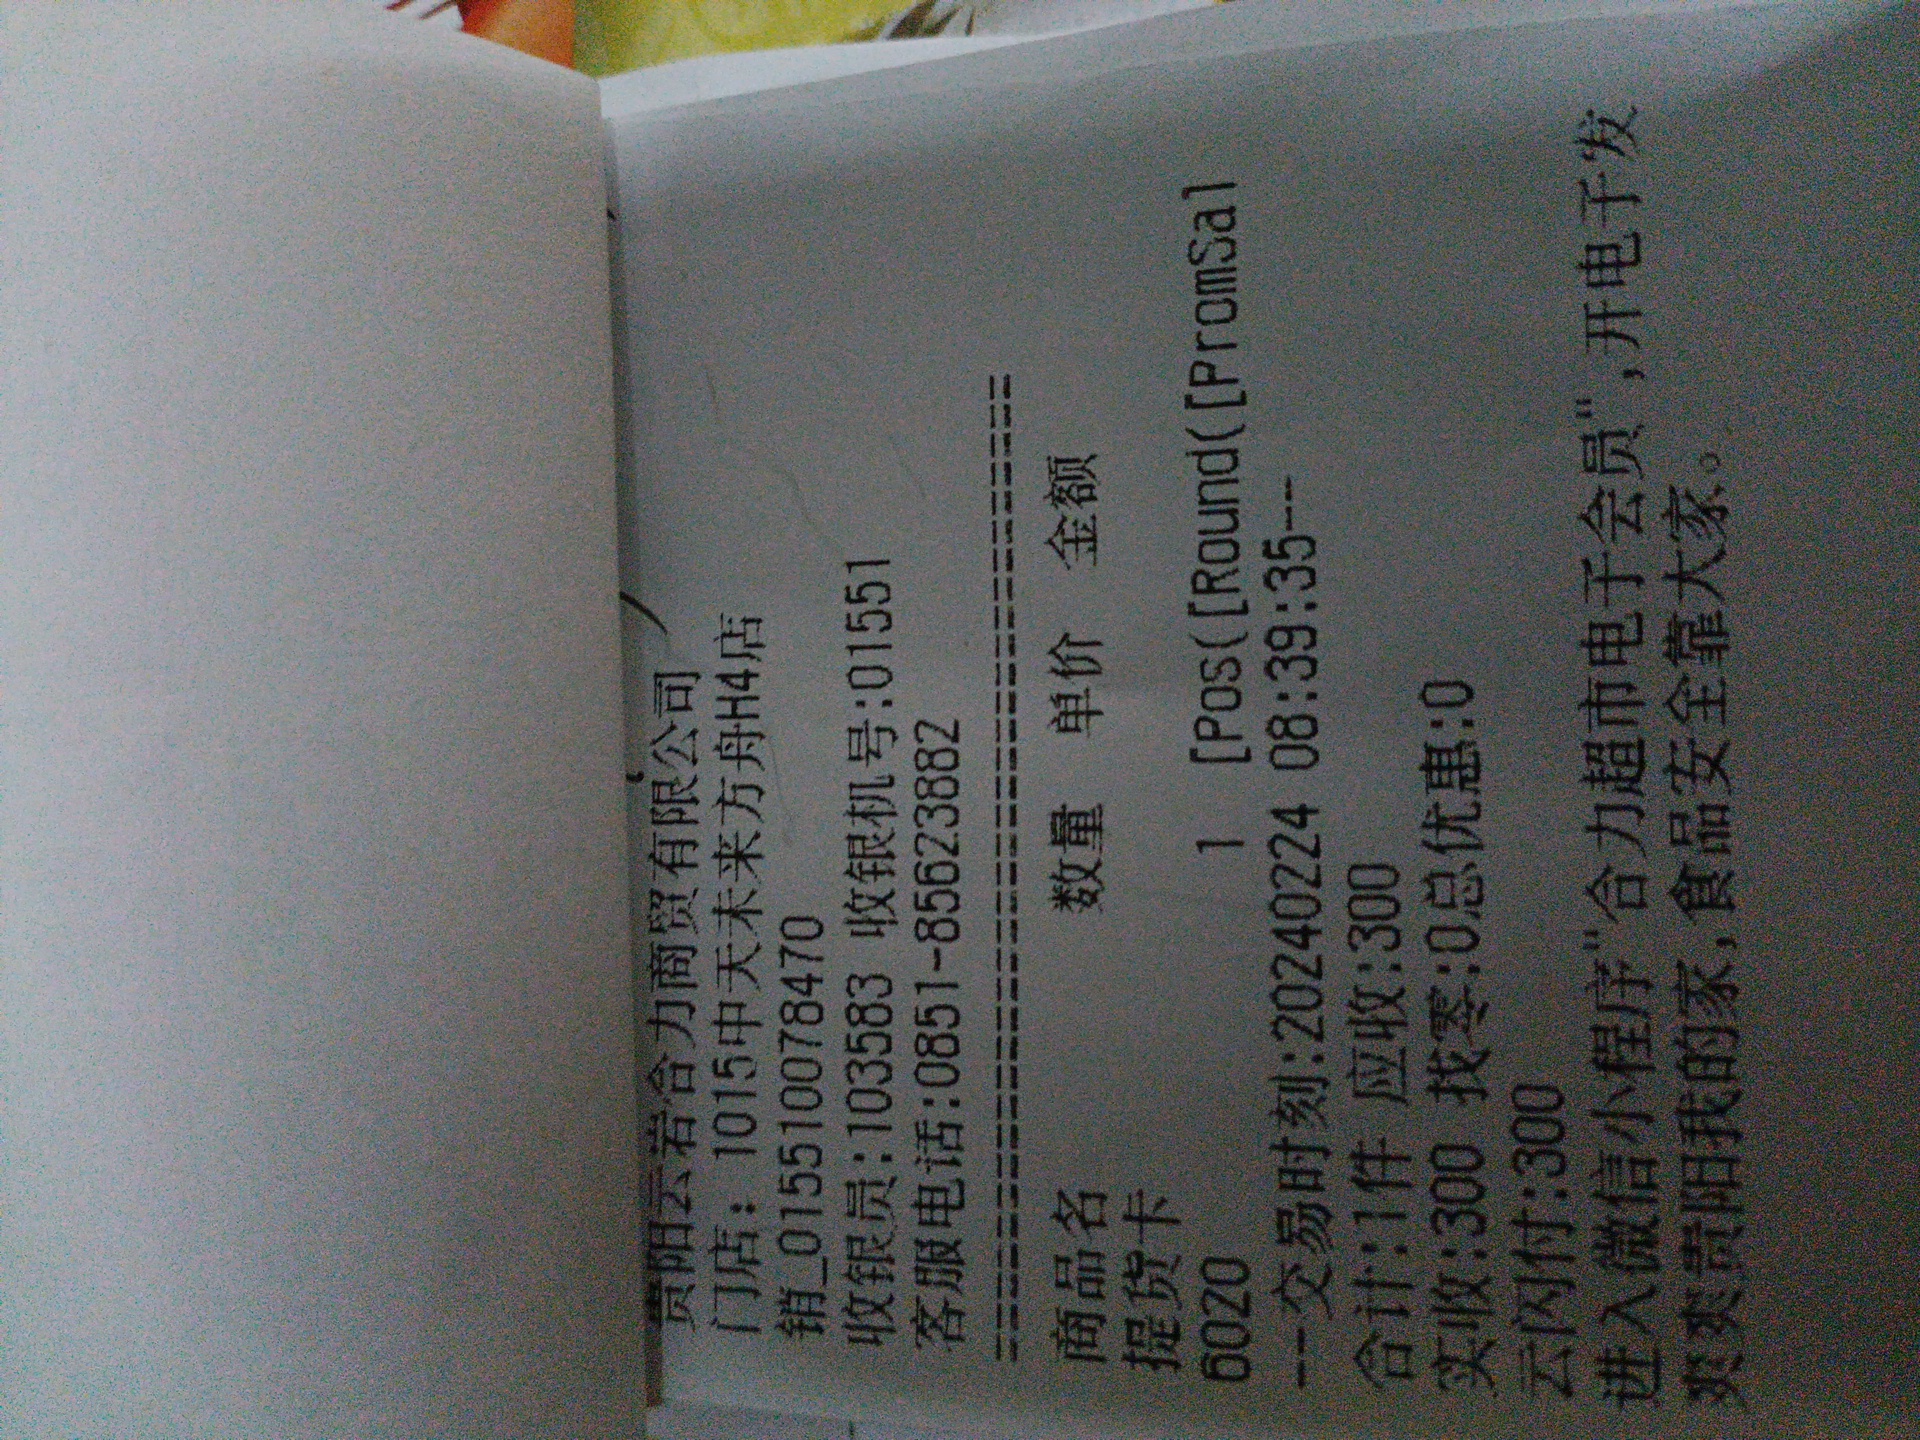 贵阳云岩合力商贸有限公司
门店: 1015中天未来方舟H4店
销_0155100784470
收银员:103583 收银机号:01551
客服电话:0851-85623882
==========================================
商品名 数量 单价 金额
提货卡
6020 1 [Pos([Round([PromSal
---交易时刻:20240224 08:39:35---
合计:1件 应收:300
实收:300 找零:0总优惠:0
云闪付:300
进入微信小程序"合力超市电子会员",开电子发
爽爽贵阳我的家,食品安全靠大家。